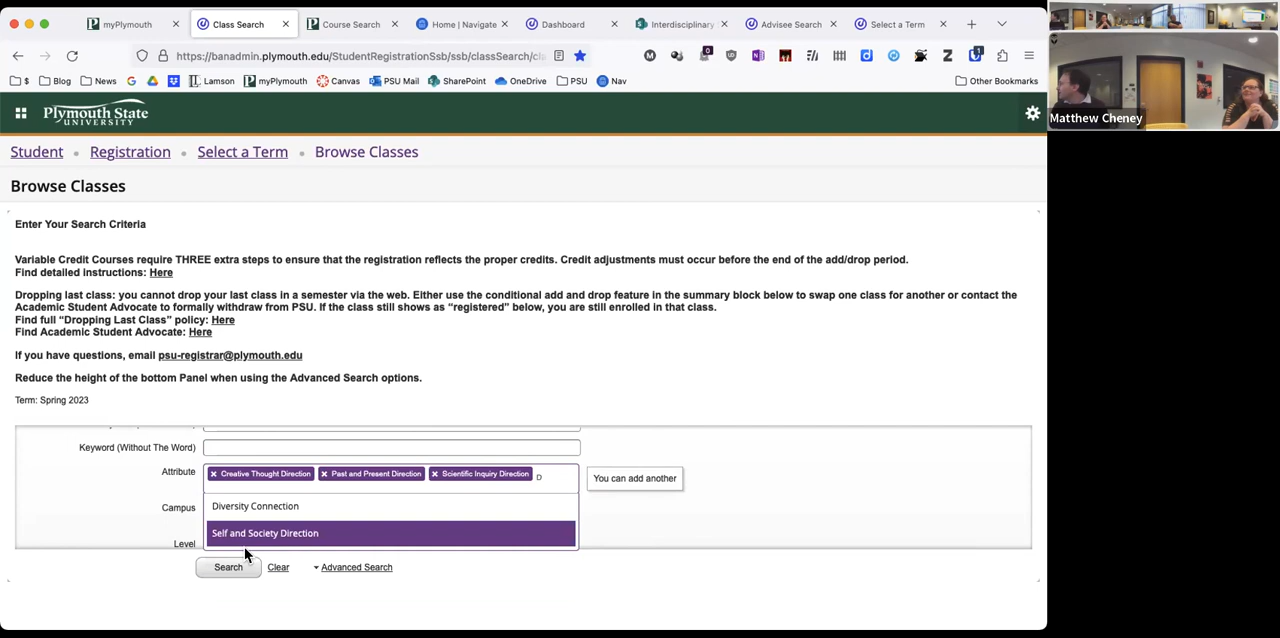 myPlymouth
Class Search
Course Search
Home | Navigate
Dashboard
Interdisciplinary
Advisee Search
Select a Term
https://banadmin.plymouth.edu/StudentRegistrationSsb/ssb/classSearch/
$
Blog
News
Lamson
myPlymouth
Canvas
PSU Mail
SharePoint
OneDrive
PSU
Nav
Other Bookmarks
Plymouth State
UNIVERSITY
Student • Registration • Select a Term • Browse Classes
Browse Classes
Enter Your Search Criteria
Variable Credit Courses require THREE extra steps to ensure that the registration reflects the proper credits. Credit adjustments must occur before the end of the add/drop period.
Find detailed instructions: Here
Dropping last class: you cannot drop your last class in a semester via the web. Either use the conditional add and drop feature in the summary block below to swap one class for another or contact the
Academic Student Advocate to formally withdraw from PSU. If the class still shows as “registered” below, you are still enrolled in that class.
Find full “Dropping Last Class” policy: Here
Find Academic Student Advocate: Here
If you have questions, email psu-registrar@plymouth.edu
Reduce the height of the bottom Panel when using the Advanced Search options.
Term: Spring 2023
Keyword (Without The Word)
Attribute
Creative Thought Direction
Past and Present Direction
Scientific Inquiry Direction
D
You can add another
Campus
Diversity Connection
Self and Society Direction
Level
Search
Clear
Advanced Search
Matthew Cheney